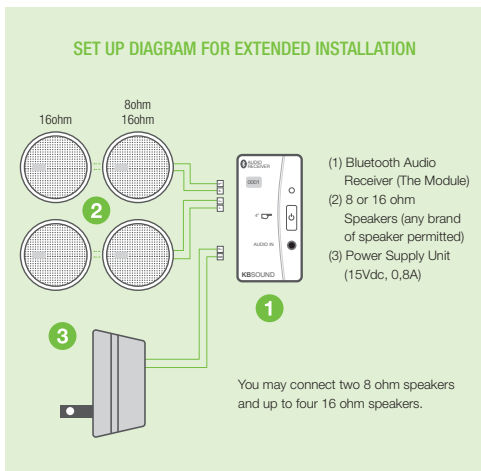 SET UP DIAGRAM FOR EXTENDED INSTALLATION
16ohm
8ohm
16ohm
2
AUDIO
RECEIVER
0001
4"
AUDIO IN
KBSOUND
1
(1) Bluetooth Audio
Receiver (The Module)
(2) 8 or 16 ohm
Speakers (any brand
of speaker permitted)
(3) Power Supply Unit
(15Vdc, 0,8A)
3
You may connect two 8 ohm speakers
and up to four 16 ohm speakers.